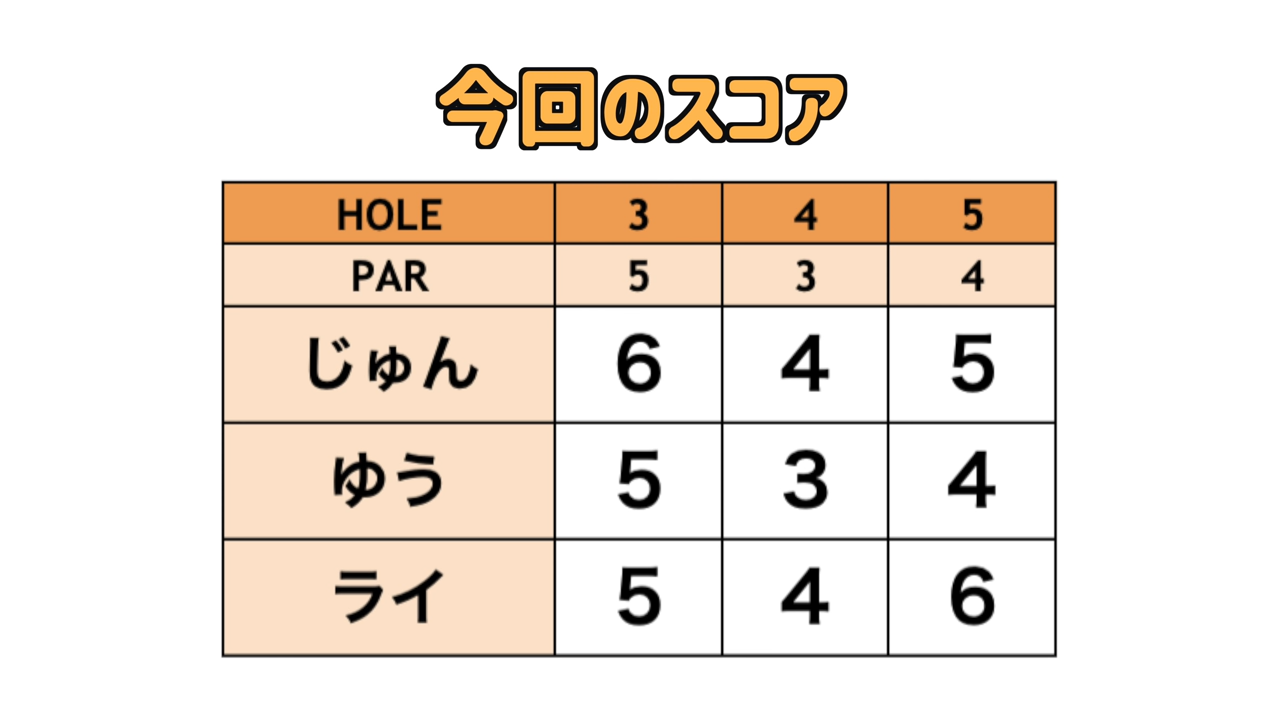 今回のスコア
HOLE 3 4 5
PAR 5 3 4
じゅん 6 4 5
ゆう 5 3 4
ライ 5 4 6